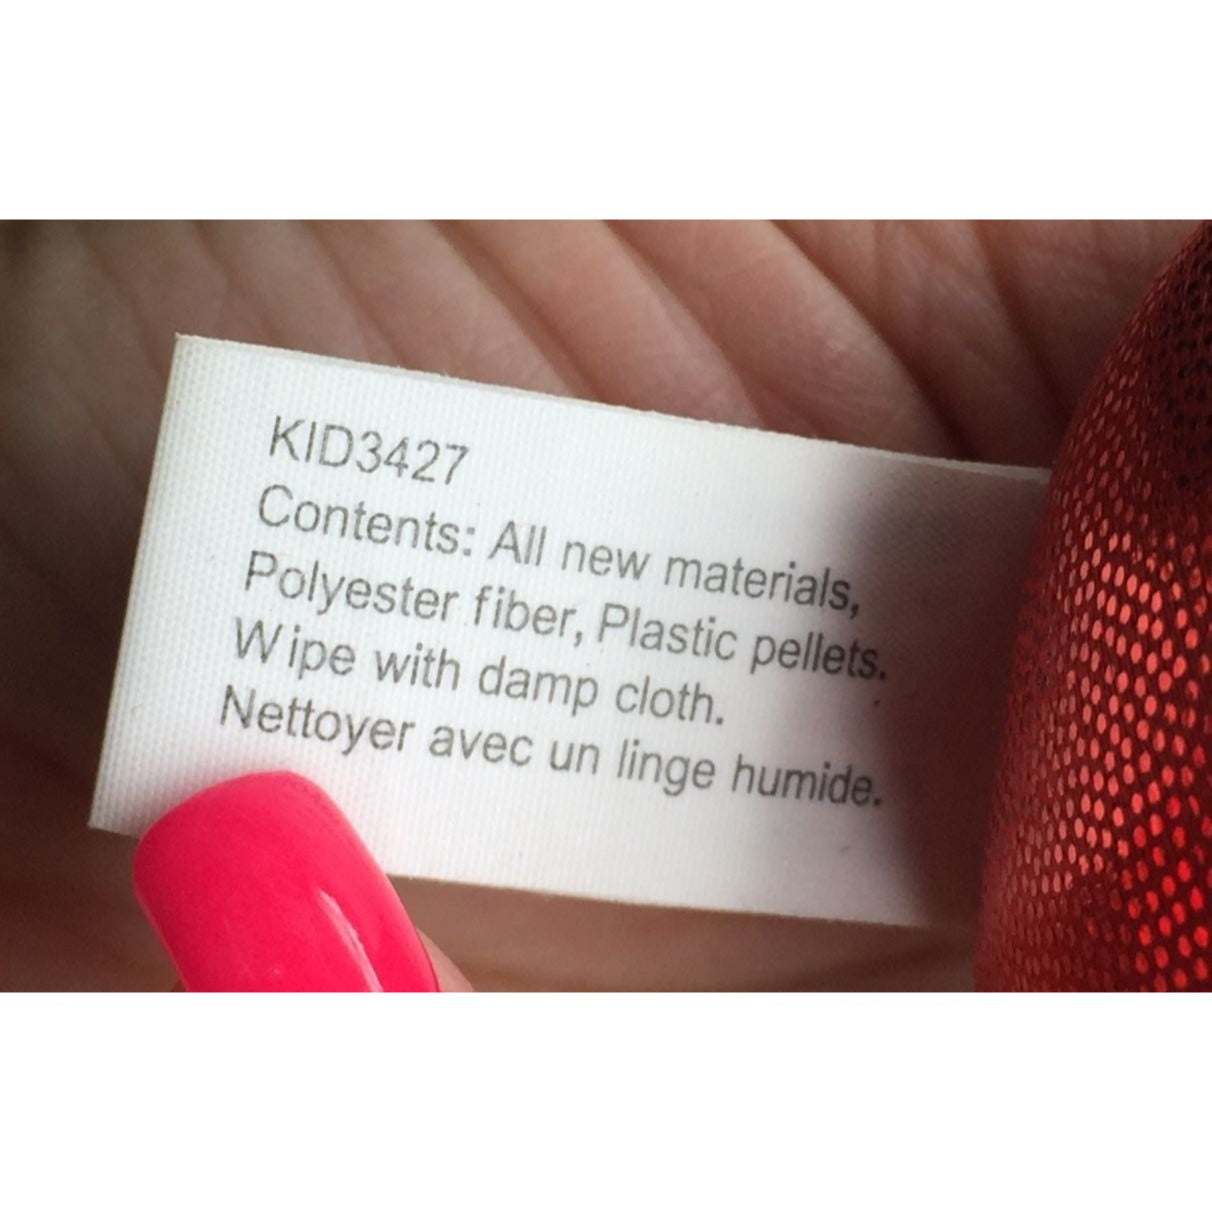 KID3427
Contents: All new materials,
Polyester fiber, Plastic pellets.
Wipe with damp cloth.
Nettoyer avec un linge humide.